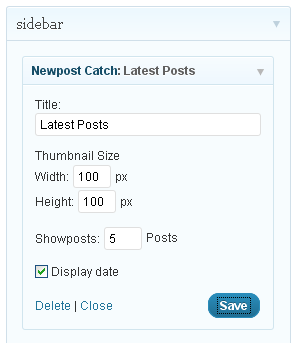 sidebar
Newpost Catch: Latest Posts
Title:
Latest Posts
Thumbnail Size
Width: 100 px
Height: 100 px
Showposts: 5 Posts
Display date
Delete | Close Save